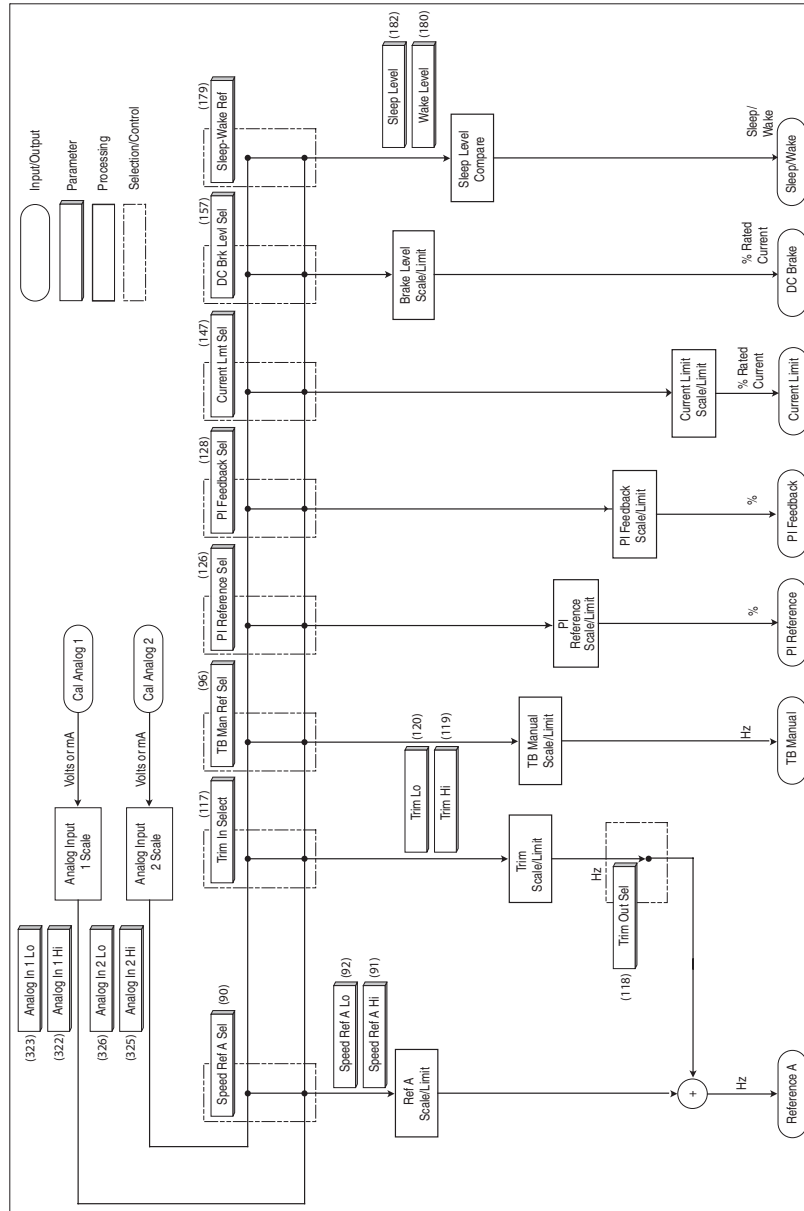 Input/Output
Parameter
Processing
Selection/Control
(323)
Analog In 1 Lo
(322)
Analog In 1 Hi
(326)
Analog In 2 Lo
(325)
Analog In 2 Hi
Analog Input
1 Scale
Volts or mA
Cal Analog 1
Analog Input
2 Scale
Volts or mA
Cal Analog 2
Speed Ref A Sel
(90)
Trim In Select
(117)
TB Man Ref Sel
(96)
PI Reference Sel
(126)
PI Feedback Sel
(128)
Current Lmt Sel
(147)
DC Brk Levl Sel
(157)
Sleep-Wake Ref
(179)
Speed Ref A Lo
(92)
Speed Ref A Hi
(91)
Trim Lo
(120)
Trim Hi
(119)
Sleep Level
(182)
Wake Level
(180)
Ref A
Scale/Limit
Trim
Scale/Limit
TB Manual
Scale/Limit
PI
Reference
Scale/Limit
PI Feedback
Scale/Limit
Current Limit
Scale/Limit
Brake Level
Scale/Limit
Sleep Level
Compare
Hz
Trim Out Sel
(118)
+
Hz
Hz
%
%
% Rated
Current
% Rated
Current
Sleep/
Wake
Reference A
TB Manual
PI Reference
PI Feedback
Current Limit
DC Brake
Sleep/Wake